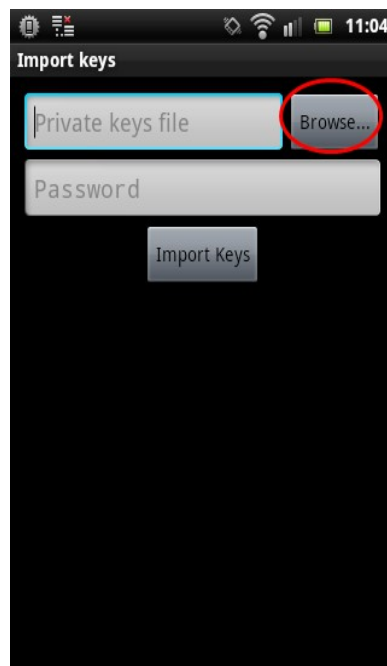 11:04
Import keys
Private keys file
Browse...
Password
Import Keys